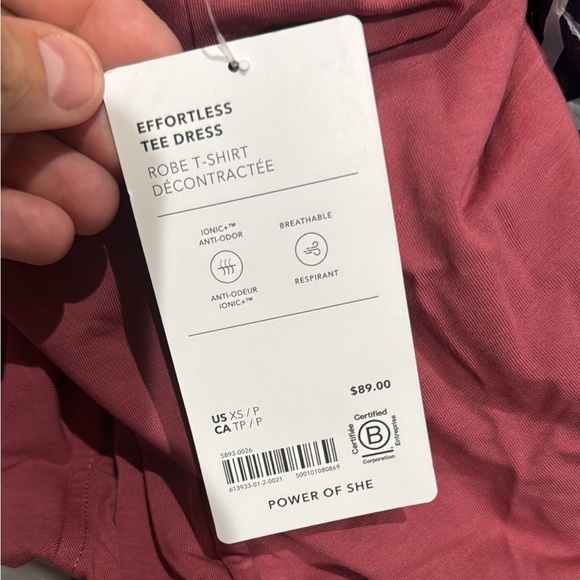 EFFORTLESS
TEE DRESS
ROBE T-SHIRT
DÉCONTRACTÉE
IONIC+™
ANTI-ODOR
ANTI-ODEUR
IONIC+™
BREATHABLE
RESPIRANT
$89.00
US XS / P
CA TP / P
5893-0026
613933-01-2-0021 500101080869
Certified
Certifiée
B
Entreprise
Corporation
POWER OF SHE